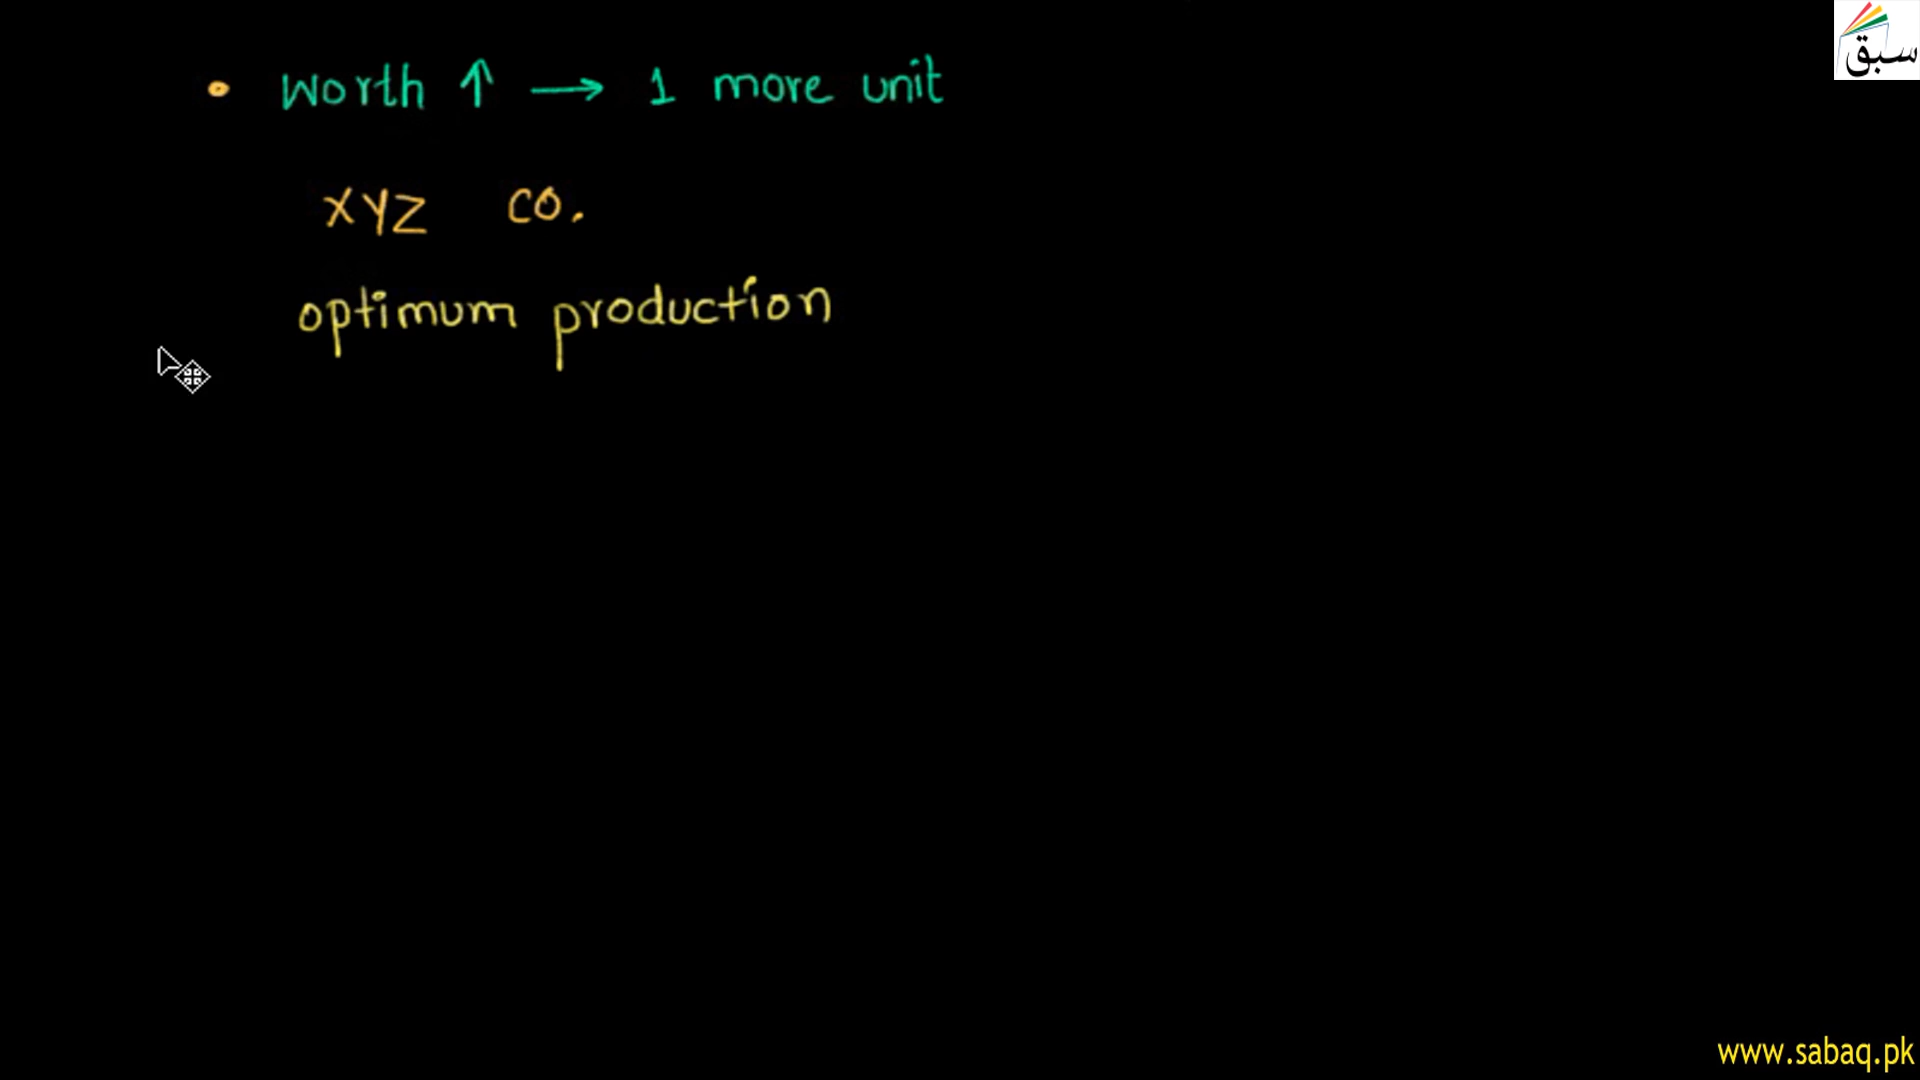 سبق
• Worth ↑ → 1 more unit
XYZ CO.
optimum production
www.sabaq.pk